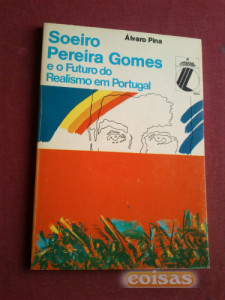 Álvaro Pina
Soeiro
Pereira Gomes
e o Futuro do
Realismo em Portugal
coisas